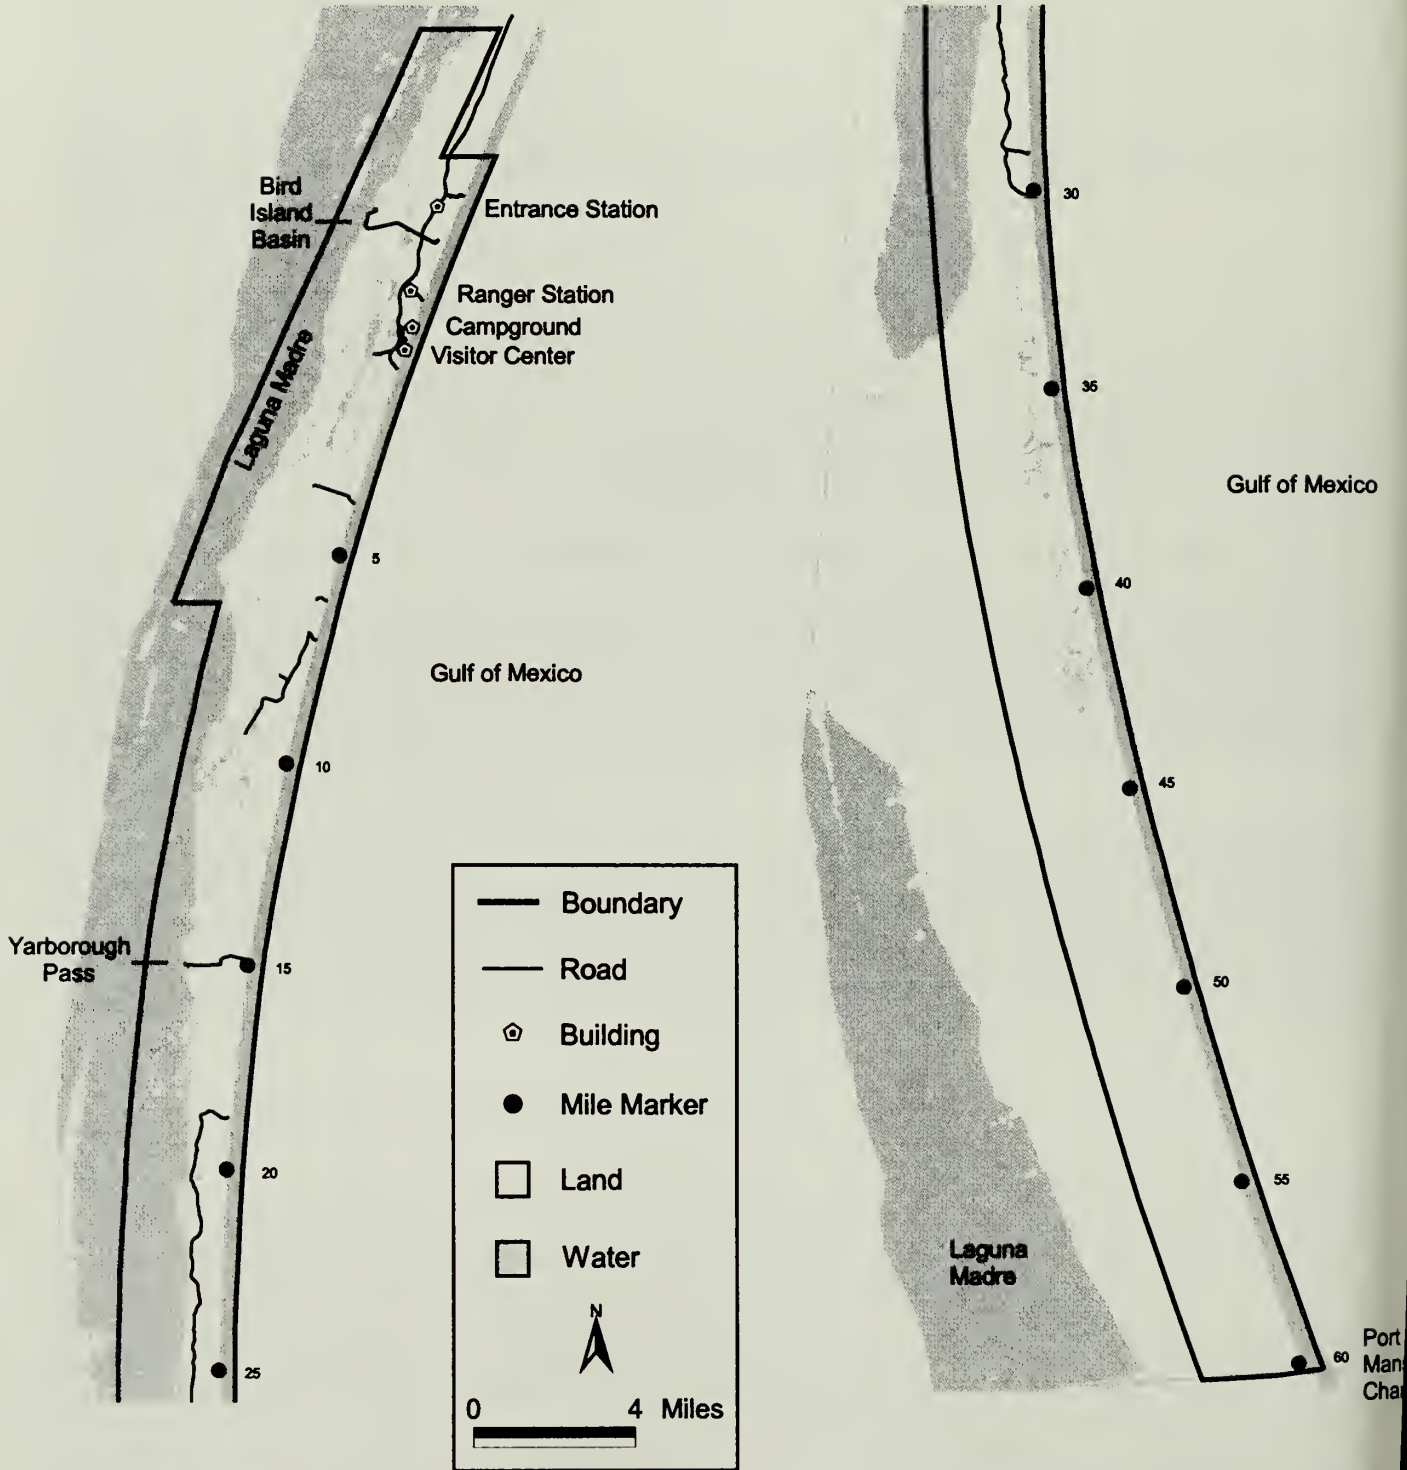 Bird
Island
Basin
Entrance Station
Ranger Station
Campground
Visitor Center
Laguna Madre
5
Gulf of Mexico
10
Yarborough
Pass
15
20
25
Boundary
Road
Building
Mile Marker
Land
Water
N
0 4 Miles
30
35
Gulf of Mexico
40
45
50
55
Laguna
Madre
60
Port